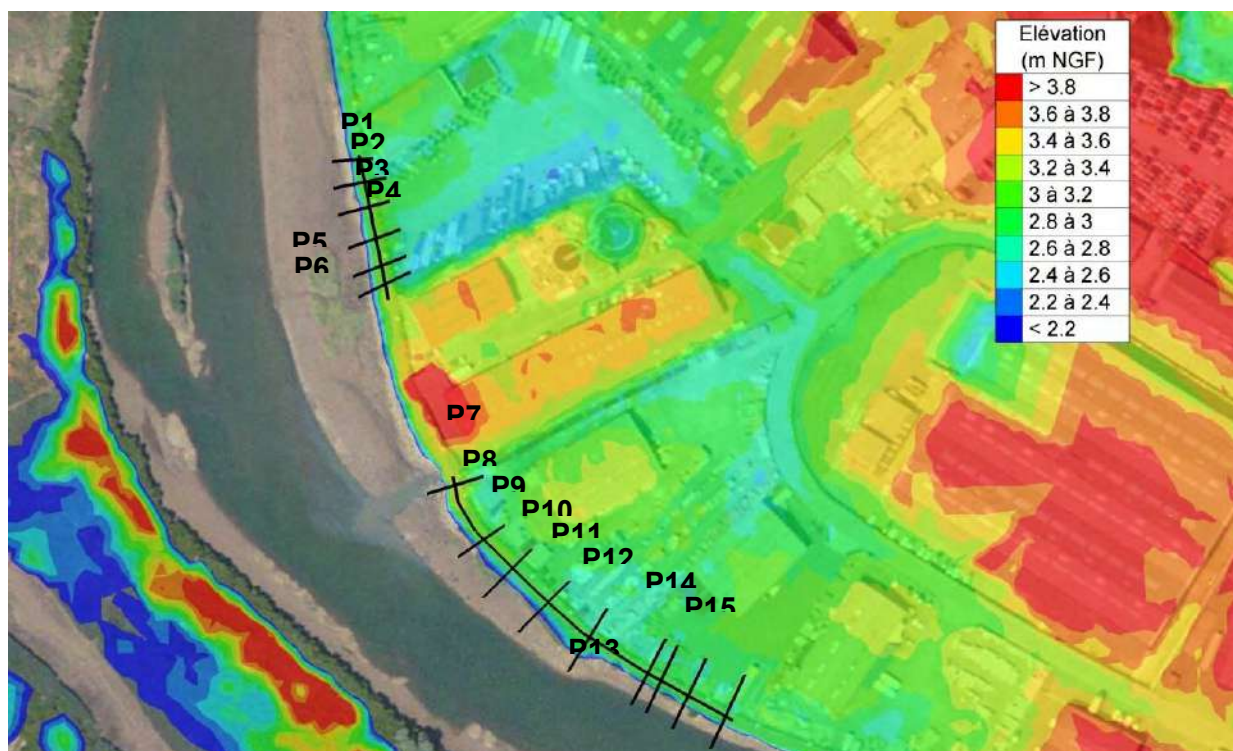 Elévation
(m NGF)
> 3.8
3.6 à 3.8
3.4 à 3.6
3.2 à 3.4
3 à 3.2
2.8 à 3
2.6 à 2.8
2.4 à 2.6
2.2 à 2.4
< 2.2
P1
P2
P3
P4
P5
P6
P7
P8
P9
P10
P11
P12
P14
P15
P13